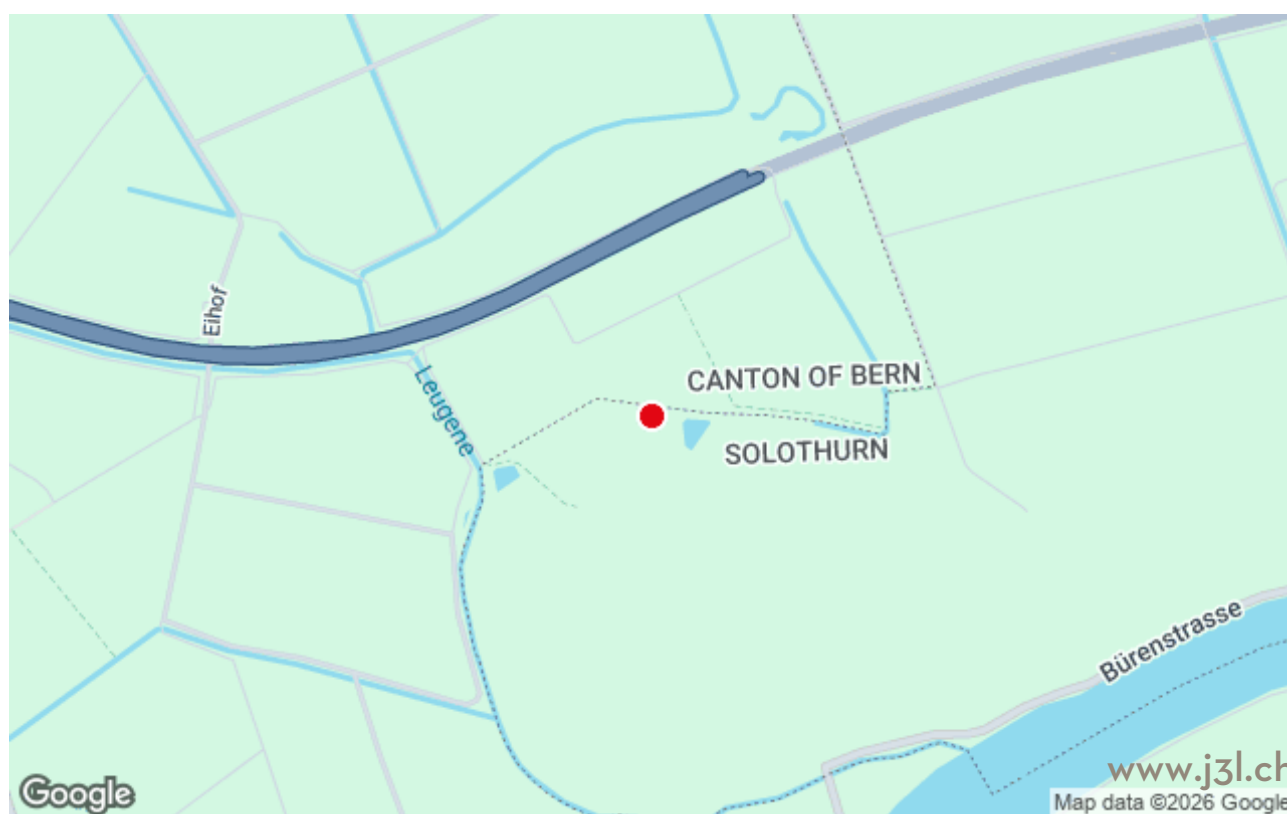 Eihof
Leugene
CANTON OF BERN
SOLOTHURN
Bürenstrasse
www.j3l.ch
Google
Map data ©2026 Google